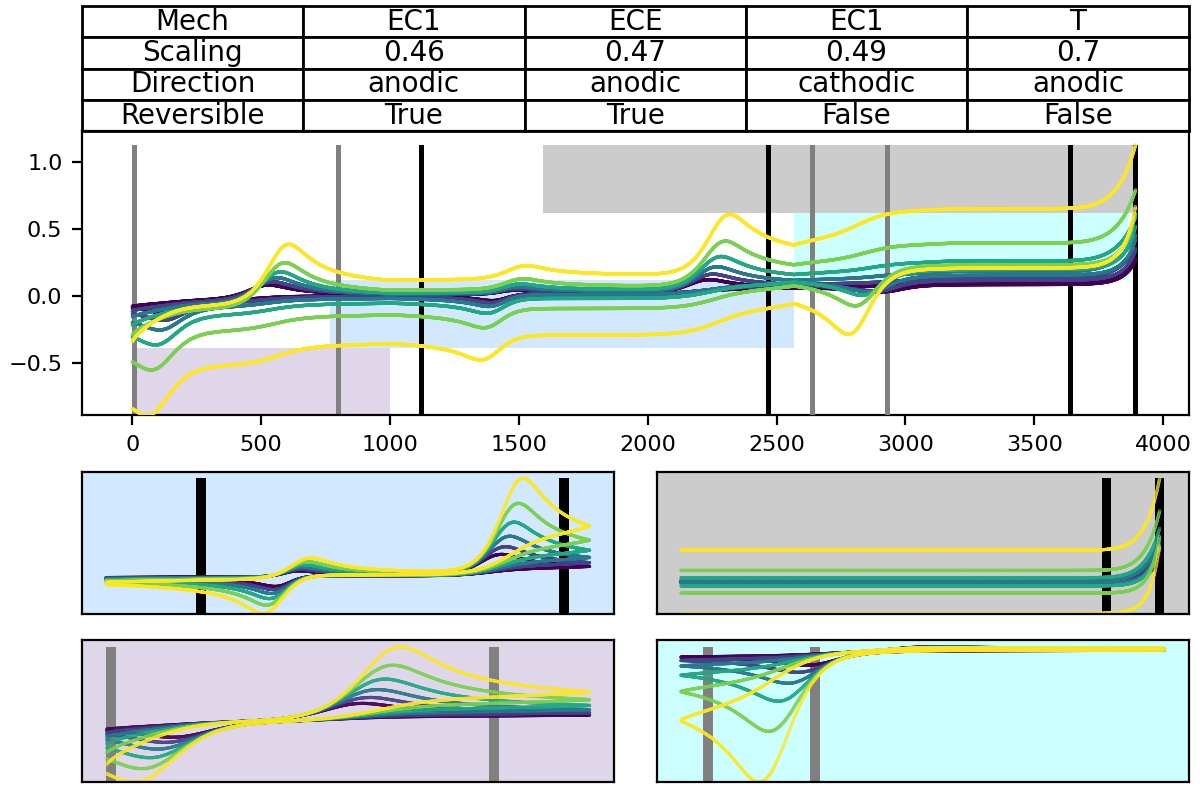 Mech EC1 ECE EC1 T
Scaling 0.46 0.47 0.49 0.7
Direction anodic anodic cathodic anodic
Reversible True True False False
1.0
0.5
0.0
−0.5
0 500 1000 1500 2000 2500 3000 3500 4000